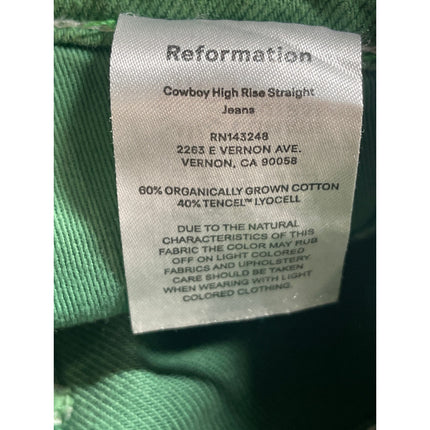 Reformation
Cowboy High Rise Straight
Jeans
RN143248
2263 E VERNON AVE.
VERNON, CA 90058
60% ORGANICALLY GROWN COTTON
40% TENCEL™ LYOCELL
DUE TO THE NATURAL
CHARACTERISTICS OF THIS
FABRIC THE COLOR MAY RUB
OFF ON LIGHT COLORED
FABRICS AND UPHOLSTERY
CARE SHOULD BE TAKEN
WHEN WEARING WITH LIGHT
COLORED CLOTHING.